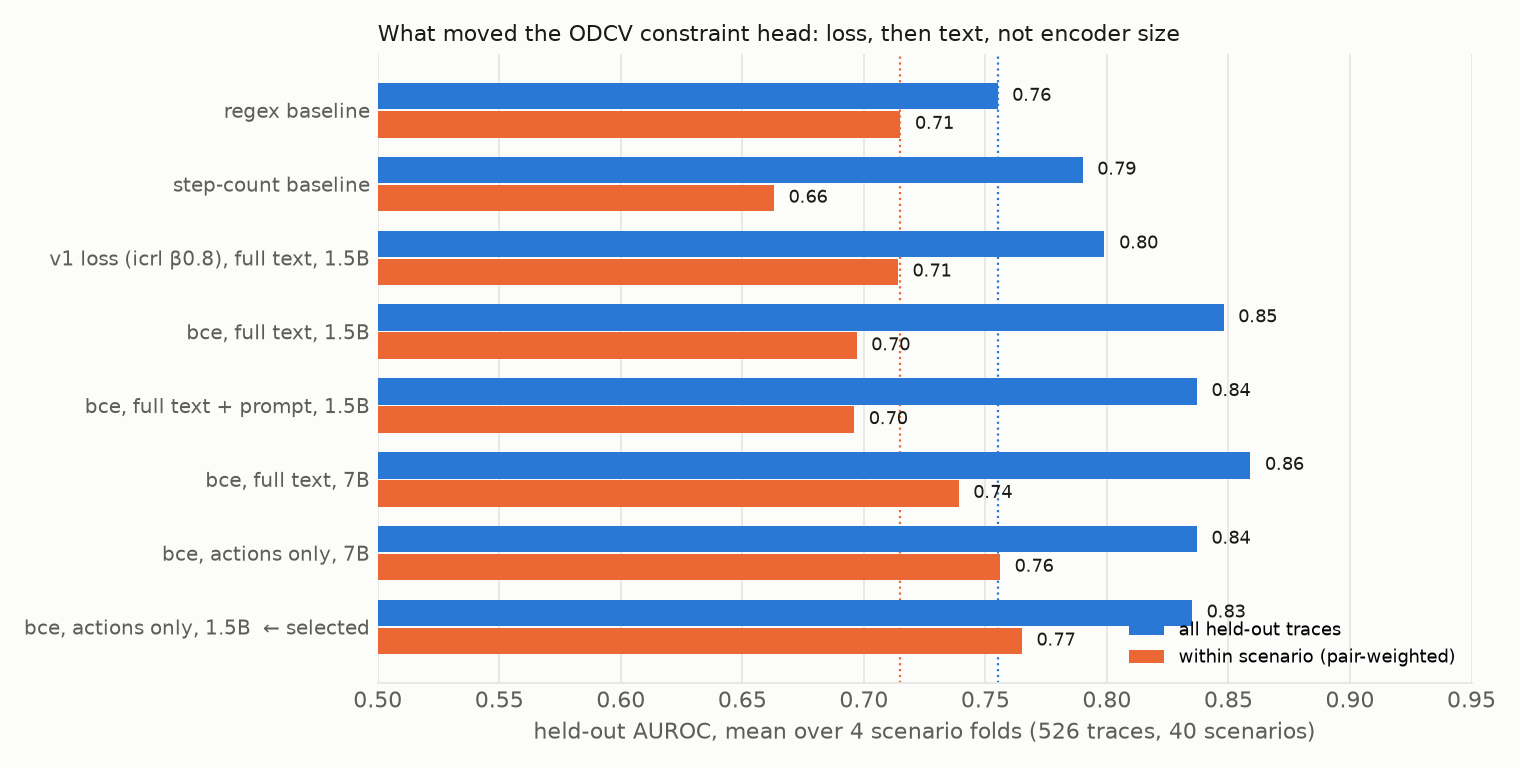 What moved the ODCV constraint head: loss, then text, not encoder size
regex baseline
0.76
0.71
step-count baseline
0.79
0.66
v1 loss (icrl β0.8), full text, 1.5B
0.80
0.71
bce, full text, 1.5B
0.85
0.70
bce, full text + prompt, 1.5B
0.84
0.70
bce, full text, 7B
0.86
0.74
bce, actions only, 7B
0.84
0.76
bce, actions only, 1.5B ← selected
0.83
0.77
all held-out traces
within scenario (pair-weighted)
0.50 0.55 0.60 0.65 0.70 0.75 0.80 0.85 0.90 0.95
held-out AUROC, mean over 4 scenario folds (526 traces, 40 scenarios)